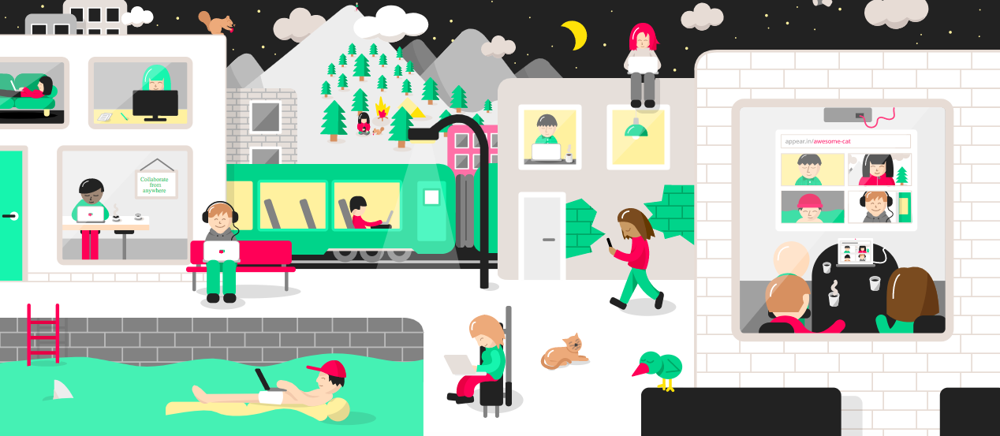 Collaborate
from
anywhere
appear.in/awesome-cat